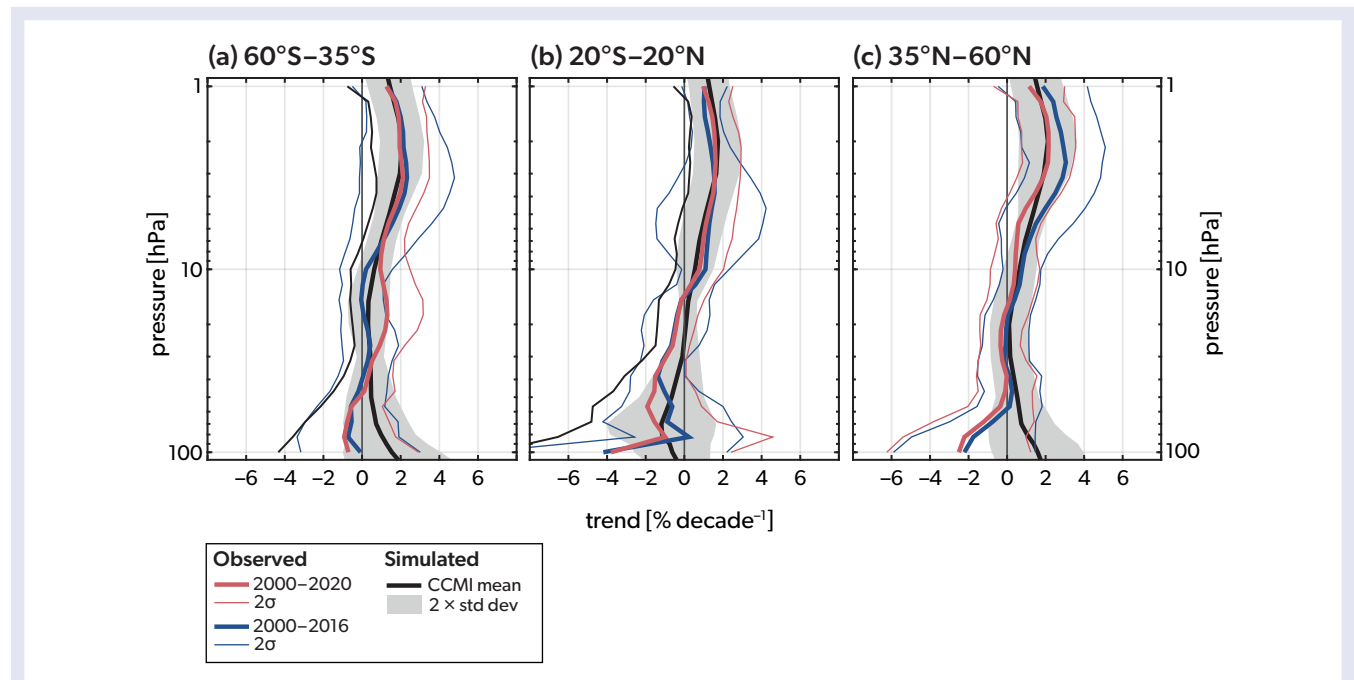 (a) 60°S–35°S
(b) 20°S–20°N
(c) 35°N–60°N
1
10
100
pressure [hPa]
1
10
100
pressure [hPa]
−6 −4 −2 0 2 4 6
−6 −4 −2 0 2 4 6
−6 −4 −2 0 2 4 6
trend [% decade⁻¹]
Observed
2000–2020
2σ
2000–2016
2σ
Simulated
CCMI mean
2 × std dev